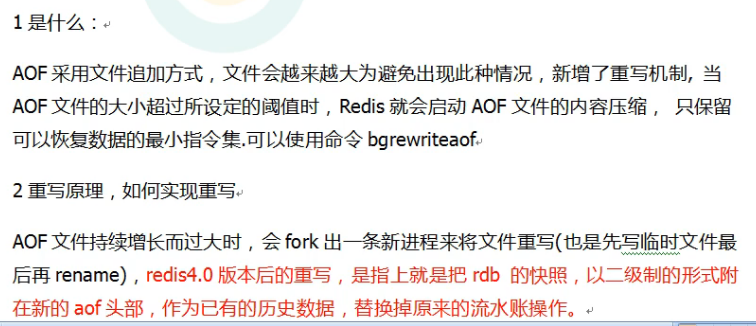 1 是什么：
AOF 采用文件追加方式，文件会越来越大为避免出现此种情况，新增了重写机制, 当
AOF 文件的大小超过所设定的阈值时，Redis 就会启动 AOF 文件的内容压缩， 只保留
可以恢复数据的最小指令集.可以使用命令 bgrewriteaof
2 重写原理，如何实现重写
AOF 文件持续增长而过大时，会 fork 出一条新进程来将文件重写(也是先写临时文件最
后再 rename)，redis4.0 版本后的重写，是指上就是把 rdb 的快照，以二级制的形式附
在新的 aof 头部，作为已有的历史数据，替换掉原来的流水账操作。